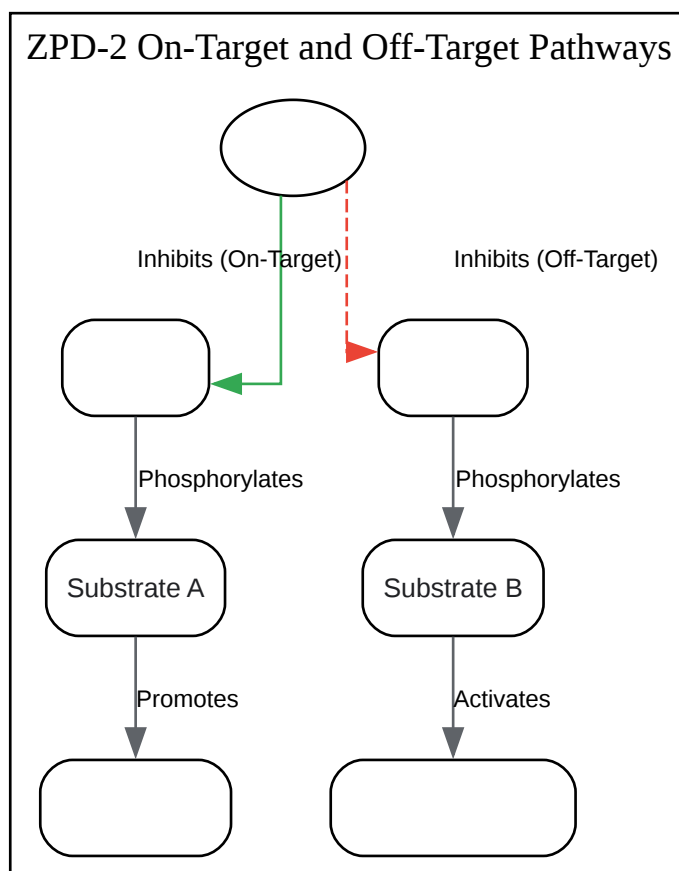 ZPD-2 On-Target and Off-Target Pathways
Inhibits (On-Target)
Inhibits (Off-Target)
Phosphorylates
Phosphorylates
Substrate A
Substrate B
Promotes
Activates